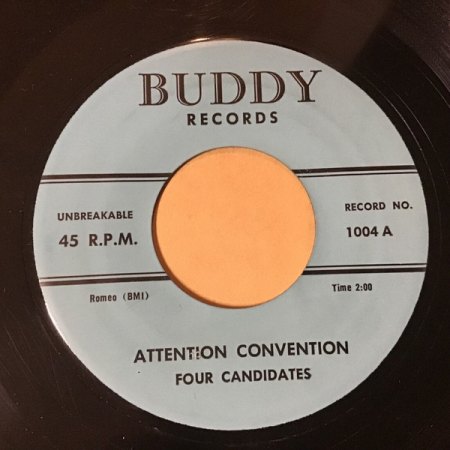 BUDDY
RECORDS
UNBREAKABLE
45 R.P.M.
RECORD NO.
1004 A
Romeo (BMI)
Time 2:00
ATTENTION CONVENTION
FOUR CANDIDATES